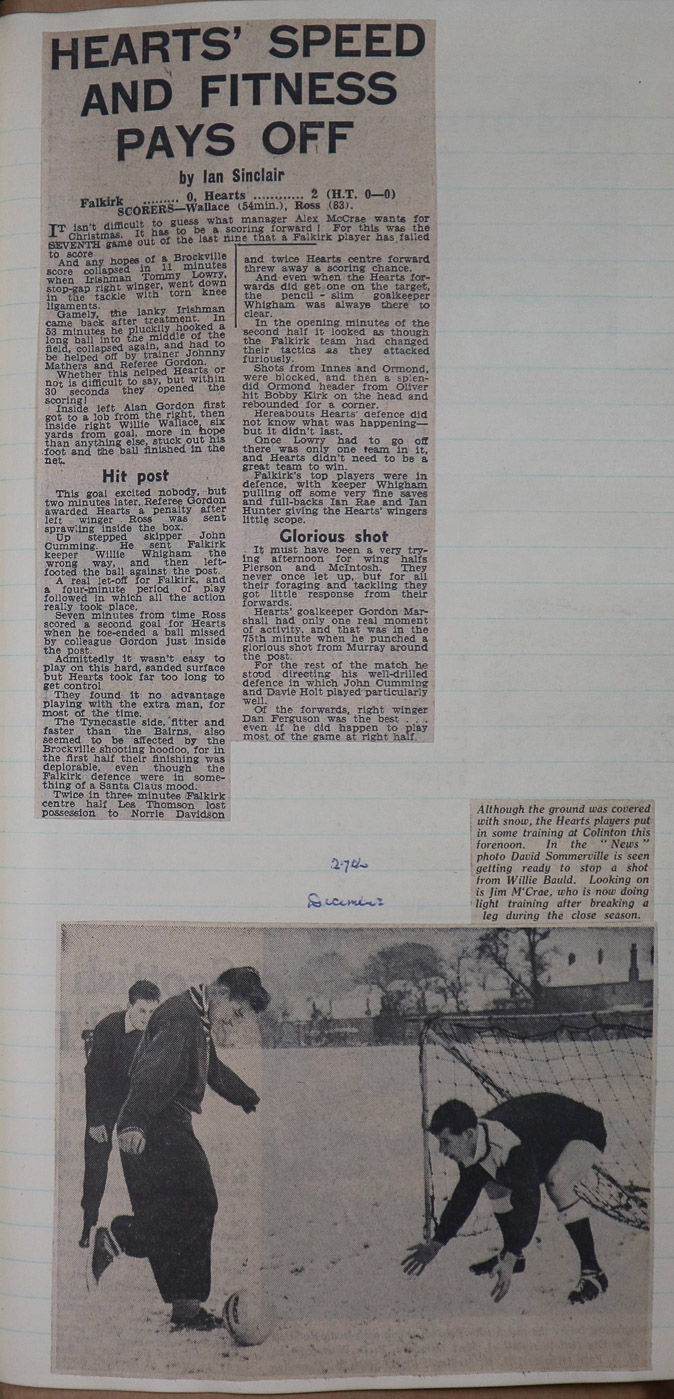 HEARTS' SPEED
AND FITNESS
PAYS OFF
by Ian Sinclair
Falkirk ......... 0, Hearts ............ 2 (H.T. 0—0)
SCORERS—Wallace (54min.), Ross (83).
IT isn't difficult to guess what manager Alex McCrae wants for
Christmas. It has to be a scoring forward! For this was the
SEVENTH game out of the last nine that a Falkirk player has failed
to score
And any hopes of a Brockville
score collapsed in 11 minutes
when Irishman Tommy Lowry,
stop-gap right winger, went down
in the tackle with torn knee
ligaments.
Gamely, the lanky Irishman
came back after treatment. In
53 minutes he pluckily hooked a
long ball into the middle of the
field, collapsed again, and had to
be helped off by trainer Johnny
Mathers and Referee Gordon.
Whether this helped Hearts or
not is difficult to say, but within
30 seconds they opened the
scoring!
Inside left Alan Gordon first
got to a lob from the right, then
inside right Willie Wallace, six
yards from goal, more in hope
than anything else, stuck out his
foot and the ball finished in the
net.
Hit post
This goal excited nobody, but
two minutes later, Referee Gordon
awarded Hearts a penalty after
left winger Ross was sent
sprawling inside the box.
Up stepped skipper John
Cumming. He sent Falkirk
keeper Willie Whigham the
wrong way, and then left-
footed the ball against the post.
A real let-off for Falkirk, and
a four-minute period of play
followed in which all the action
really took place.
Seven minutes from time Ross
scored a second goal for Hearts
when he toe-ended a ball missed
by colleague Gordon just inside
the post.
Admittedly it wasn't easy to
play on this hard, sanded surface
but Hearts took far too long to
get control.
They found it no advantage
playing with the extra man, for
most of the time.
The Tynecastle side, fitter and
faster than the Bairns, also
seemed to be affected by the
Brockville shooting hoodoo, for in
the first half their finishing was
deplorable, even though the
Falkirk defence were in some-
thing of a Santa Claus mood.
Twice in three minutes Falkirk
centre half Les Thomson lost
possession to Norrie Davidson
and twice Hearts centre forward
threw away a scoring chance.
And even when the Hearts for-
wards did get one on the target,
the pencil - slim goalkeeper
Whigham was always there to
clear.
In the opening minutes of the
second half it looked as though
the Falkirk team had changed
their tactics as they attacked
furiously.
Shots from Innes and Ormond,
were blocked, and then a splen-
did Ormond header from Oliver
hit Bobby Kirk on the head and
rebounded for a corner.
Hereabouts Hearts' defence did
not know what was happening—
but it didn't last.
Once Lowry had to go off
there was only one team in it,
and Hearts didn't need to be a
great team to win.
Falkirk's top players were in
defence, with keeper Whigham
pulling off some very fine saves
and full-backs Ian Rae and Ian
Hunter giving the Hearts' wingers
little scope.
Glorious shot
It must have been a very try-
ing afternoon for wing halfs
Pierson and McIntosh. They
never once let up, but for all
their foraging and tackling they
got little response from their
forwards.
Hearts' goalkeeper Gordon Mar-
shall had only one real moment
of activity, and that was in the
75th minute when he punched a
glorious shot from Murray around
the post.
For the rest of the match he
stood directing his well-drilled
defence in which John Cumming
and Davie Holt played particularly
well.
Of the forwards, right winger
Dan Ferguson was the best . . .
even if he did happen to play
most of the game at right half.
Although the ground was covered
with snow, the Hearts players put
in some training at Colinton this
forenoon. In the "News"
photo David Sommerville is seen
getting ready to stop a shot
from Willie Bauld. Looking on
is Jim M'Crae, who is now doing
light training after breaking a
leg during the close season.
27th
December